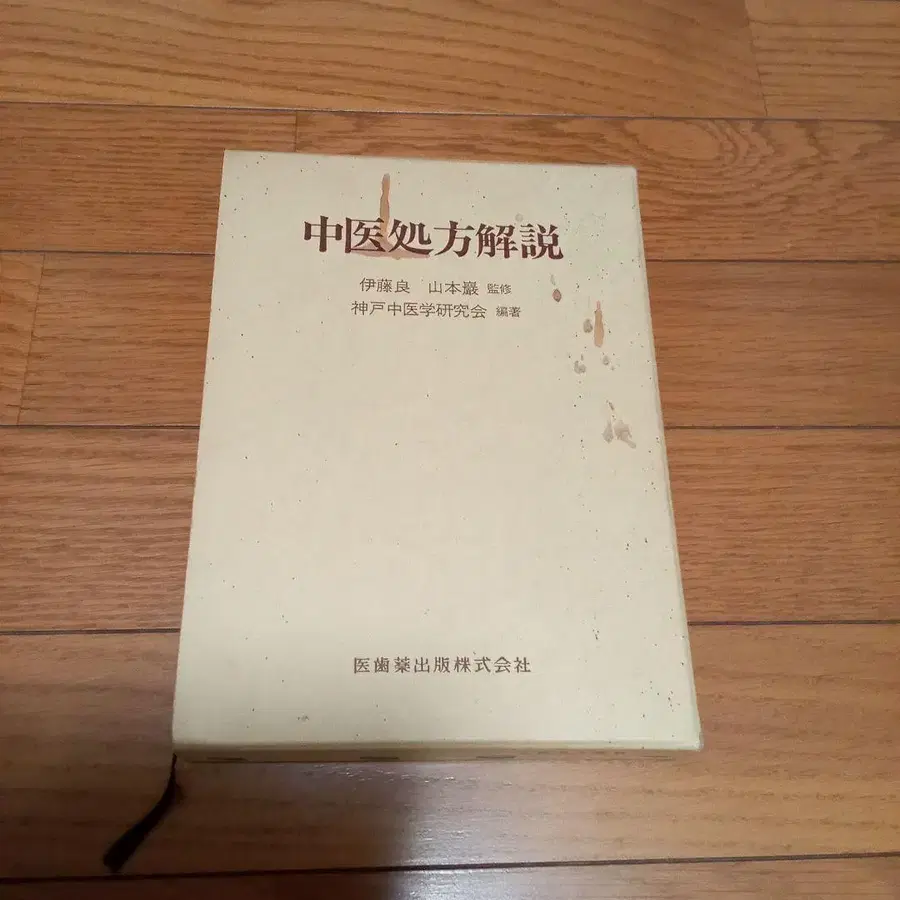 中医処方解説
伊藤良 山本巖 監修
神戸中医学研究会 編著
医歯薬出版株式会社